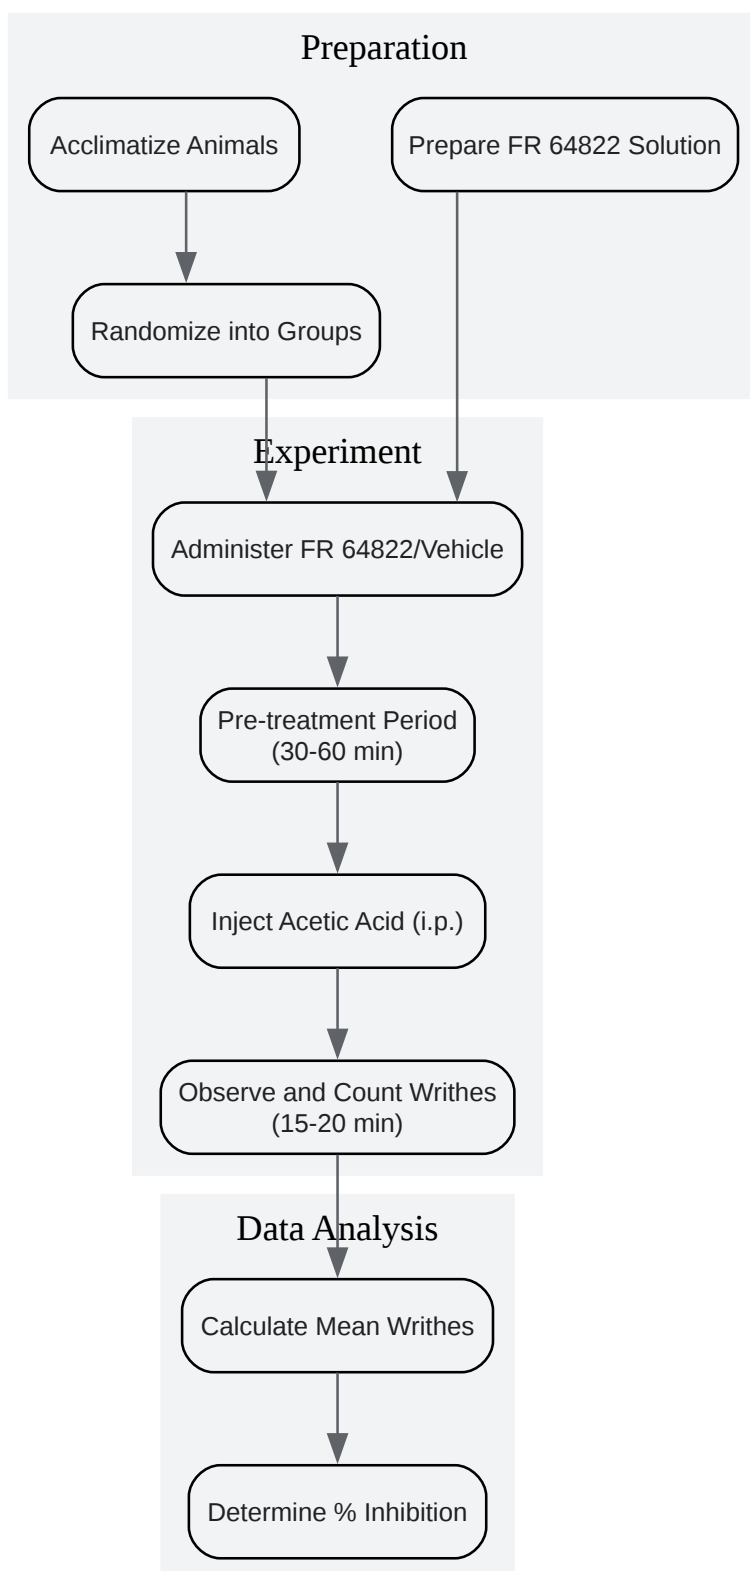 Preparation
Acclimatize Animals
Prepare FR 64822 Solution
Randomize into Groups
Experiment
Administer FR 64822/Vehicle
Pre-treatment Period
(30-60 min)
Inject Acetic Acid (i.p.)
Observe and Count Writhes
(15-20 min)
Data Analysis
Calculate Mean Writhes
Determine % Inhibition